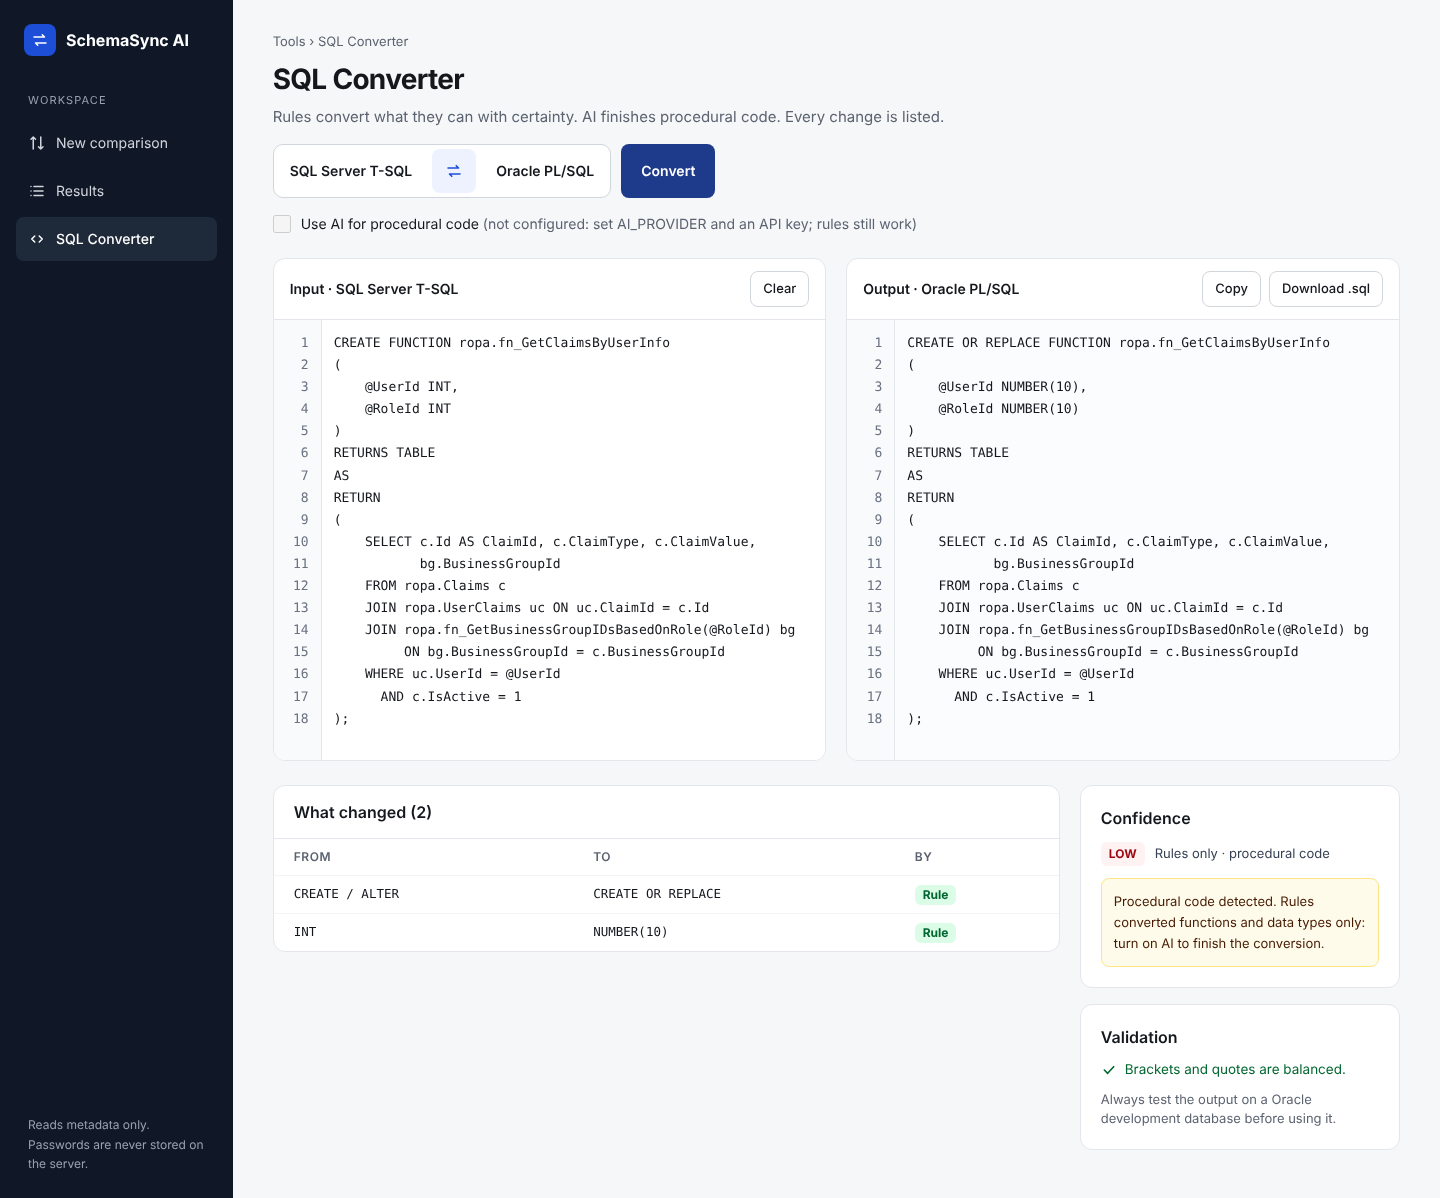 SchemaSync AI
WORKSPACE
New comparison
Results
SQL Converter
Reads metadata only.
Passwords are never stored on
the server.
Tools › SQL Converter
SQL Converter
Rules convert what they can with certainty. AI finishes procedural code. Every change is listed.
SQL Server T-SQL
Oracle PL/SQL
Convert
Use AI for procedural code (not configured: set AI_PROVIDER and an API key; rules still work)
Input · SQL Server T-SQL
Clear
1 CREATE FUNCTION ropa.fn_GetClaimsByUserInfo
2 (
3     @UserId INT,
4     @RoleId INT
5 )
6 RETURNS TABLE
7 AS
8 RETURN
9 (
10     SELECT c.Id AS ClaimId, c.ClaimType, c.ClaimValue,
11            bg.BusinessGroupId
12     FROM ropa.Claims c
13     JOIN ropa.UserClaims uc ON uc.ClaimId = c.Id
14     JOIN ropa.fn_GetBusinessGroupIDsBasedOnRole(@RoleId) bg
15          ON bg.BusinessGroupId = c.BusinessGroupId
16     WHERE uc.UserId = @UserId
17       AND c.IsActive = 1
18 );
Output · Oracle PL/SQL
Copy
Download .sql
1 CREATE OR REPLACE FUNCTION ropa.fn_GetClaimsByUserInfo
2 (
3     @UserId NUMBER(10),
4     @RoleId NUMBER(10)
5 )
6 RETURNS TABLE
7 AS
8 RETURN
9 (
10     SELECT c.Id AS ClaimId, c.ClaimType, c.ClaimValue,
11            bg.BusinessGroupId
12     FROM ropa.Claims c
13     JOIN ropa.UserClaims uc ON uc.ClaimId = c.Id
14     JOIN ropa.fn_GetBusinessGroupIDsBasedOnRole(@RoleId) bg
15          ON bg.BusinessGroupId = c.BusinessGroupId
16     WHERE uc.UserId = @UserId
17       AND c.IsActive = 1
18 );
What changed (2)
FROM TO BY
CREATE / ALTER CREATE OR REPLACE Rule
INT NUMBER(10) Rule
Confidence
LOW Rules only · procedural code
Procedural code detected. Rules
converted functions and data types only:
turn on AI to finish the conversion.
Validation
Brackets and quotes are balanced.
Always test the output on a Oracle
development database before using it.